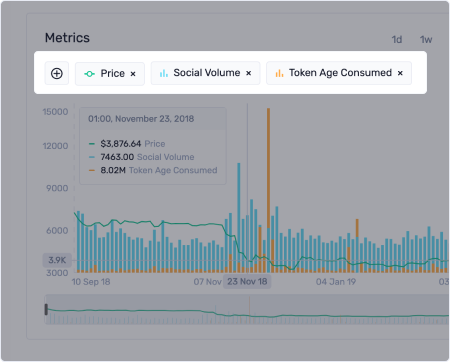 Metrics
1d 1w
Price × Social Volume × Token Age Consumed ×
15000
01:00, November 23, 2018
$3,876.64 Price
12000
7463.00 Social Volume
8.02M Token Age Consumed
9000
6000
3.9K
3000
10 Sep 18 07 Nov 23 Nov 18 04 Jan 19 03